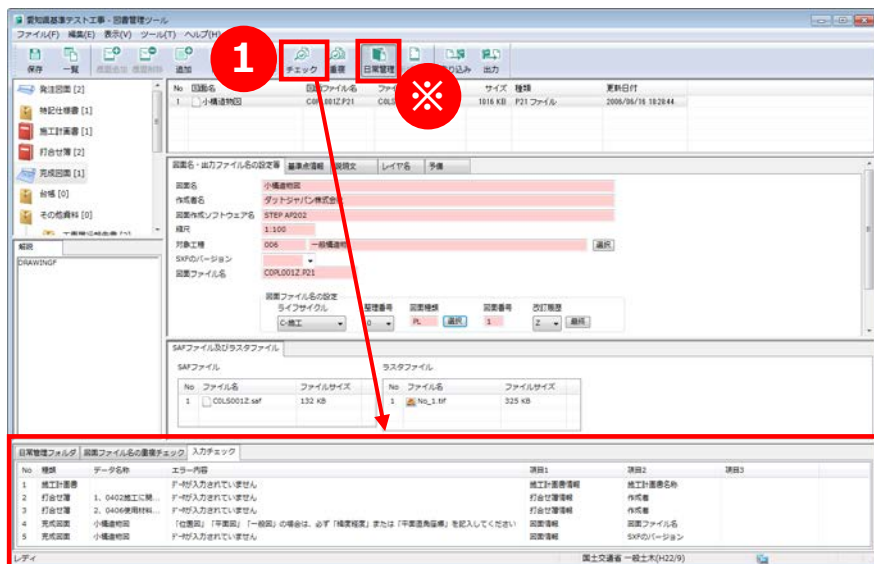 愛知県基準テスト工事 - 図書管理ツール
ファイル(F) 編集(E) 表示(V) ツール(T) ヘルプ(H)
保存 一覧 追加 チェック 重複 日常管理 り込み 出力
1
※
発注図面 [2]
特記仕様書 [1]
施工計画書 [1]
打合せ簿 [2]
完成図面 [1]
台帳 [0]
その他資料 [0]
解説
DRAWINGF
No 図面名 図面ファイル名 サイズ 種類 更新日付
1 小構造物図 1016 KB P21 ファイル 2006/06/16 18:28:44
図面名・出力ファイル名の設定等 基準点情報 説明文 レイヤ名 予備
図面名 小構造物図
作成者名 ダットジャパン株式会社
図面作成ソフトウェア名 STEP AP202
縮尺 1:100
対象工種 006 一般構造物 選択
SXFのバージョン
図面ファイル名 C0PL001Z.P21
図面ファイル名の設定
ライフサイクル 整理番号 図面種類 図面番号 改訂履歴
C-施工 0 PL 選択 1 Z 最終
SAFファイル及びラスタファイル
SAFファイル ラスタファイル
No ファイル名 ファイルサイズ No ファイル名 ファイルサイズ
1 C0LS001Z.saf 132 KB 1 No_1.tif 325 KB
日常管理フォルダ 図面ファイル名の重複チェック 入力チェック
No 種類 データ名称 エラー内容 項目1 項目2 項目3
1 施工計画書 データが入力されていません 施工計画書情報 施工計画書名称
2 打合せ簿 1、0402施工に関... データが入力されていません 打合せ簿情報 作成者
3 打合せ簿 2、0406使用材料... データが入力されていません 打合せ簿情報 作成者
4 完成図面 小構造物図 「位置図」「平面図」「一般図」の場合は、必ず「緯度経度」または「平面直角座標」を記入してください 図面情報 図面ファイル名
5 完成図面 小構造物図 データが入力されていません 図面情報 SXFのバージョン
レディ 国土交通省 一般土木(H22/9)